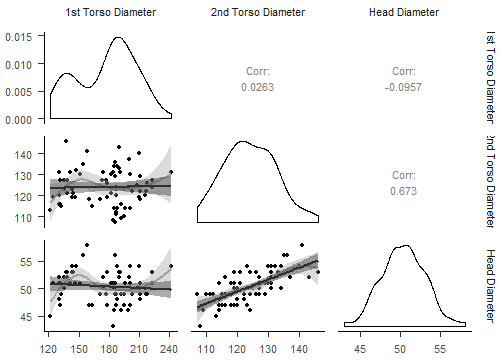 1st Torso Diameter 2nd Torso Diameter Head Diameter
0.015
0.010
0.005
0.000
Corr:
0.0263
Corr:
-0.0957
1st Torso Diameter
140
130
120
110
Corr:
0.673
2nd Torso Diameter
55
50
45
Head Diameter
120 150 180 210 240 110 120 130 140 45 50 55